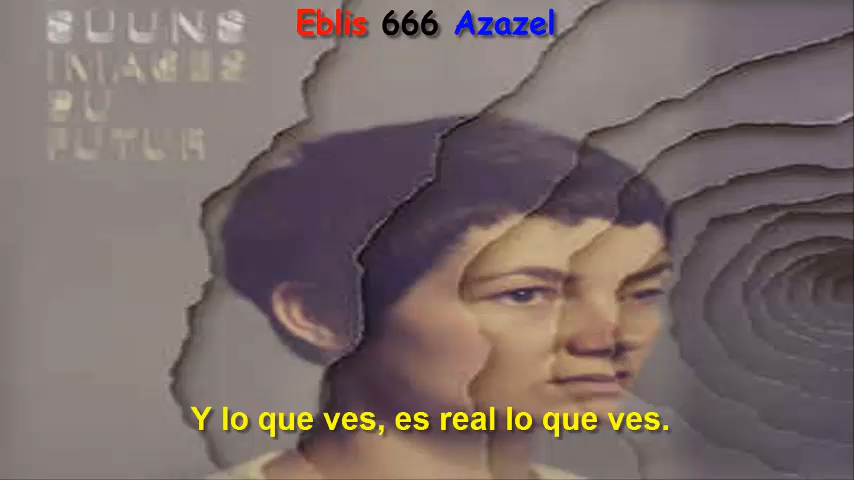 Eblis 666 Azazel
SUUNS
IMAGES
DU
FUTUR
Y lo que ves, es real lo que ves.